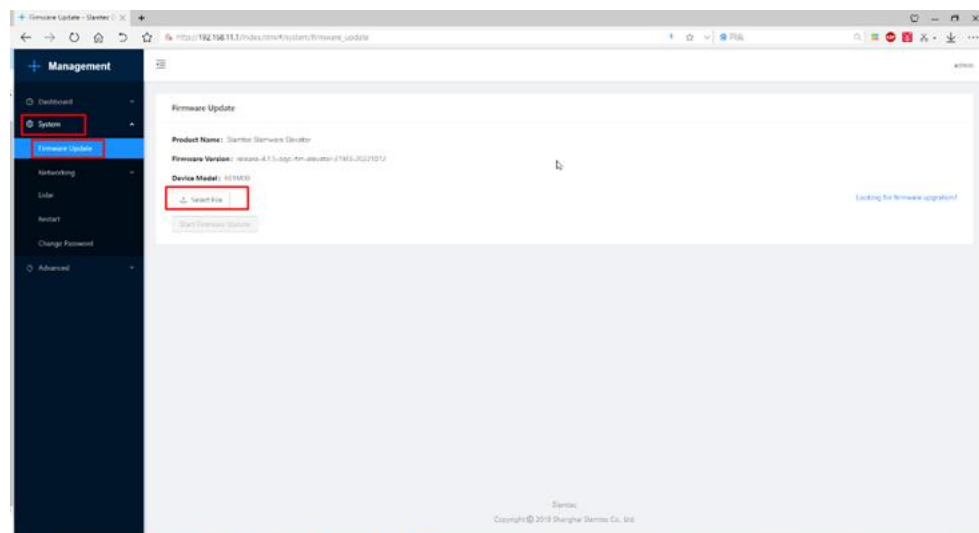 Firmware Update - Slamtec
192.168.11.1/index.html#/system/firmware_update
Management
admin
Dashboard
System
Firmware Update
Networking
Lidar
Restart
Change Password
Advanced
Firmware Update
Product Name: Slamtec Slamware Elevator
Firmware Version:
Device Model:
Select File
Start Firmware Update
Looking for firmware upgration?
Slamtec
Copyright © 2019 Shanghai Slamtec Co., Ltd.